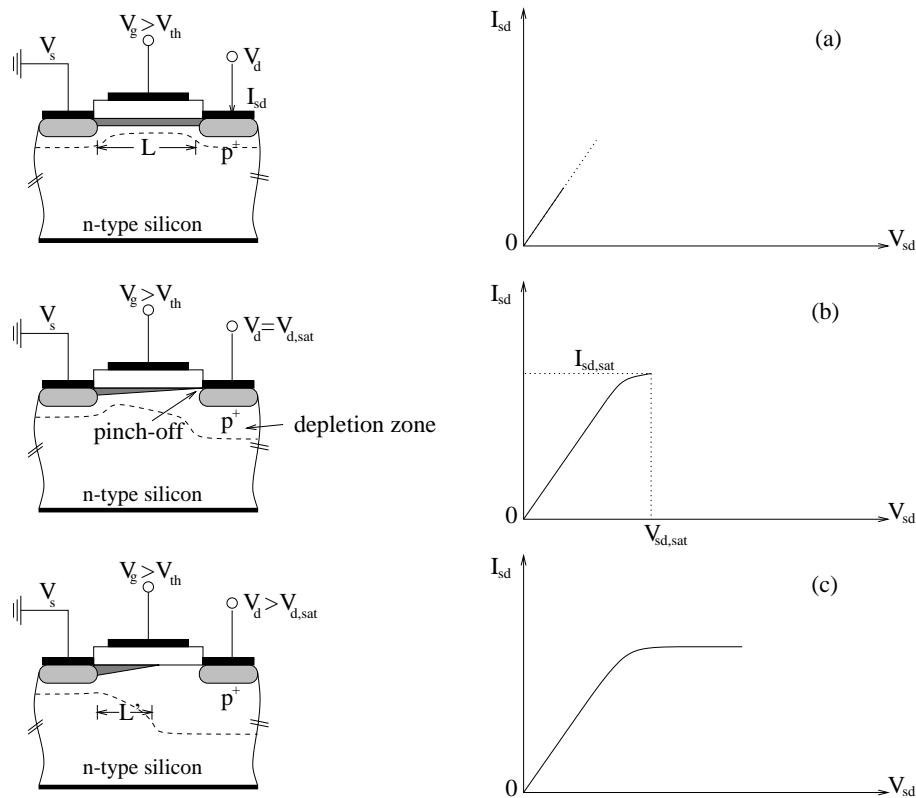 V_g>V_th
V_s
V_d
I_sd
L
p^+
n-type silicon
I_sd
(a)
0
V_sd
V_g>V_th
V_s
V_d=V_d,sat
p^+
pinch-off
depletion zone
n-type silicon
I_sd
(b)
I_sd,sat
0
V_sd,sat
V_sd
V_g>V_th
V_s
V_d>V_d,sat
p^+
L'
n-type silicon
I_sd
(c)
0
V_sd